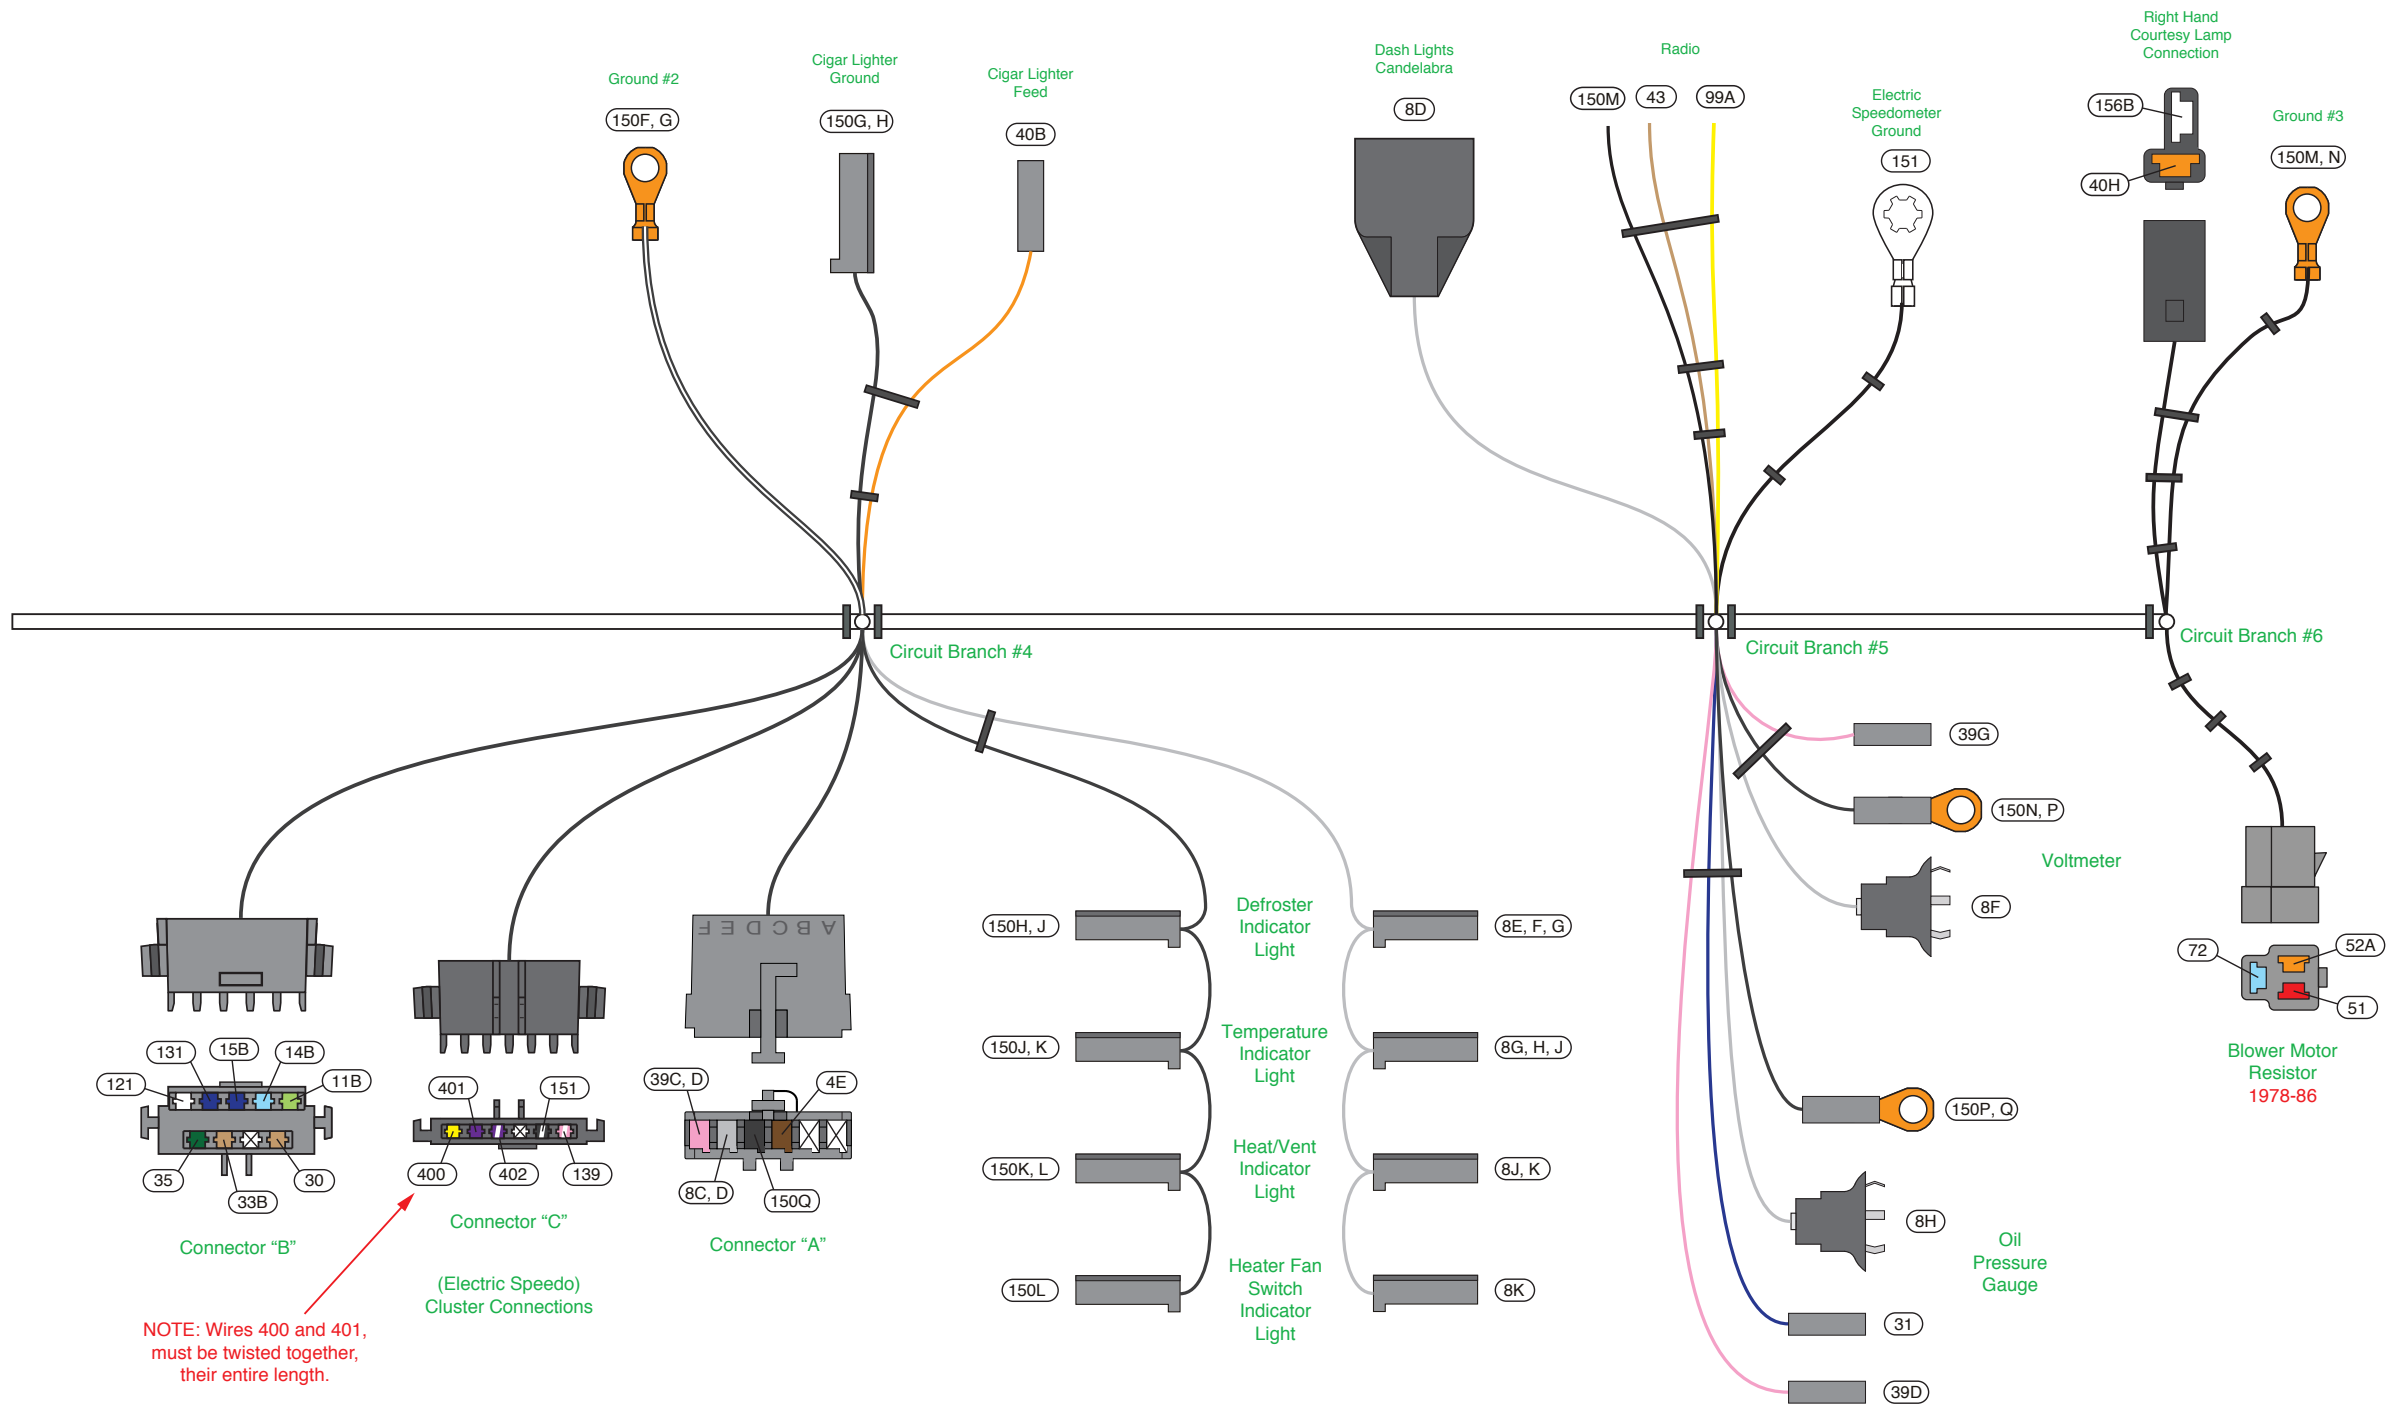 Ground #2
150F, G
Cigar Lighter
Ground
150G, H
Cigar Lighter
Feed
40B
Dash Lights
Candelabra
8D
Radio
150M
43
99A
Electric
Speedometer
Ground
151
Right Hand
Courtesy Lamp
Connection
156B
40H
Ground #3
150M, N
Circuit Branch #4
Circuit Branch #5
Circuit Branch #6
A B C D E F
131
15B
14B
121
11B
35
33B
30
Connector “B”
401
151
400
402
139
Connector “C”
(Electric Speedo)
Cluster Connections
NOTE: Wires 400 and 401,
must be twisted together,
their entire length.
39C, D
4E
8C, D
150Q
Connector “A”
150H, J
Defroster
Indicator
Light
8E, F, G
150J, K
Temperature
Indicator
Light
8G, H, J
150K, L
Heat/Vent
Indicator
Light
8J, K
150L
Heater Fan
Switch
Indicator
Light
8K
39G
150N, P
Voltmeter
8F
150P, Q
8H
Oil
Pressure
Gauge
31
39D
72
52A
51
Blower Motor
Resistor
1978-86